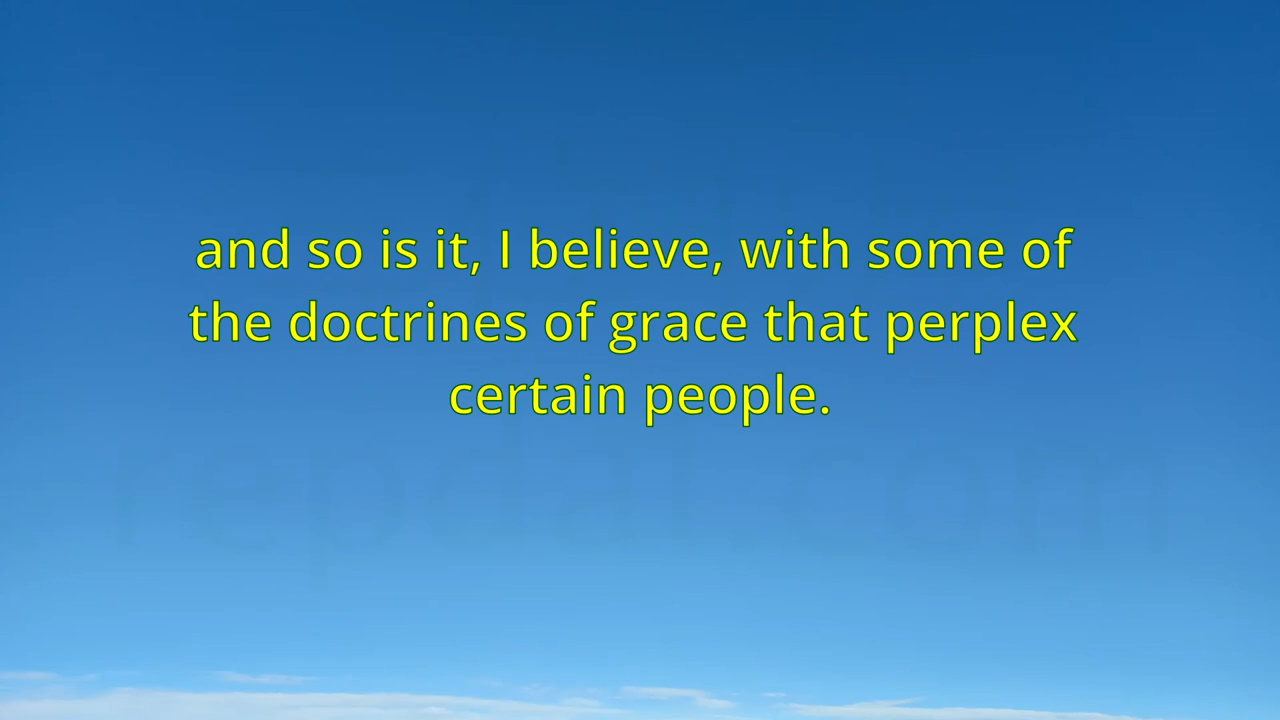 and so is it, I believe, with some of
the doctrines of grace that perplex
certain people.